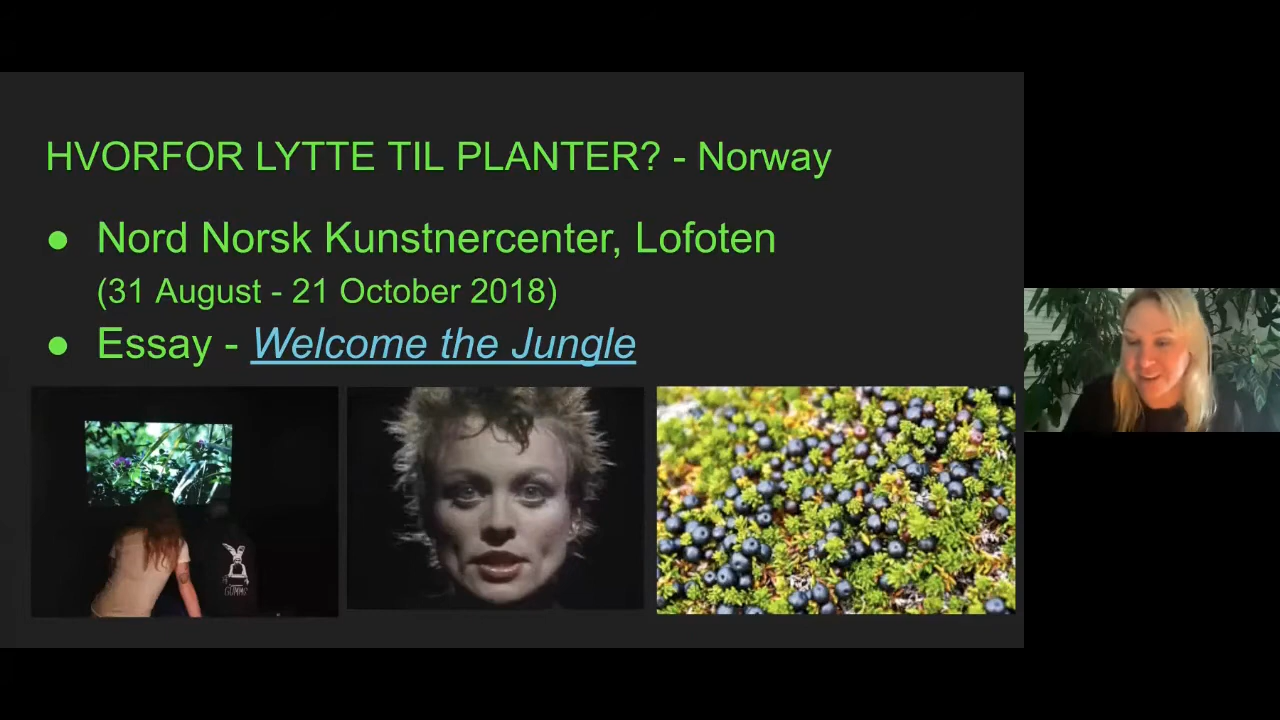 HVORFOR LYTTE TIL PLANTER? - Norway
● Nord Norsk Kunstnercenter, Lofoten
(31 August - 21 October 2018)
● Essay - Welcome the Jungle